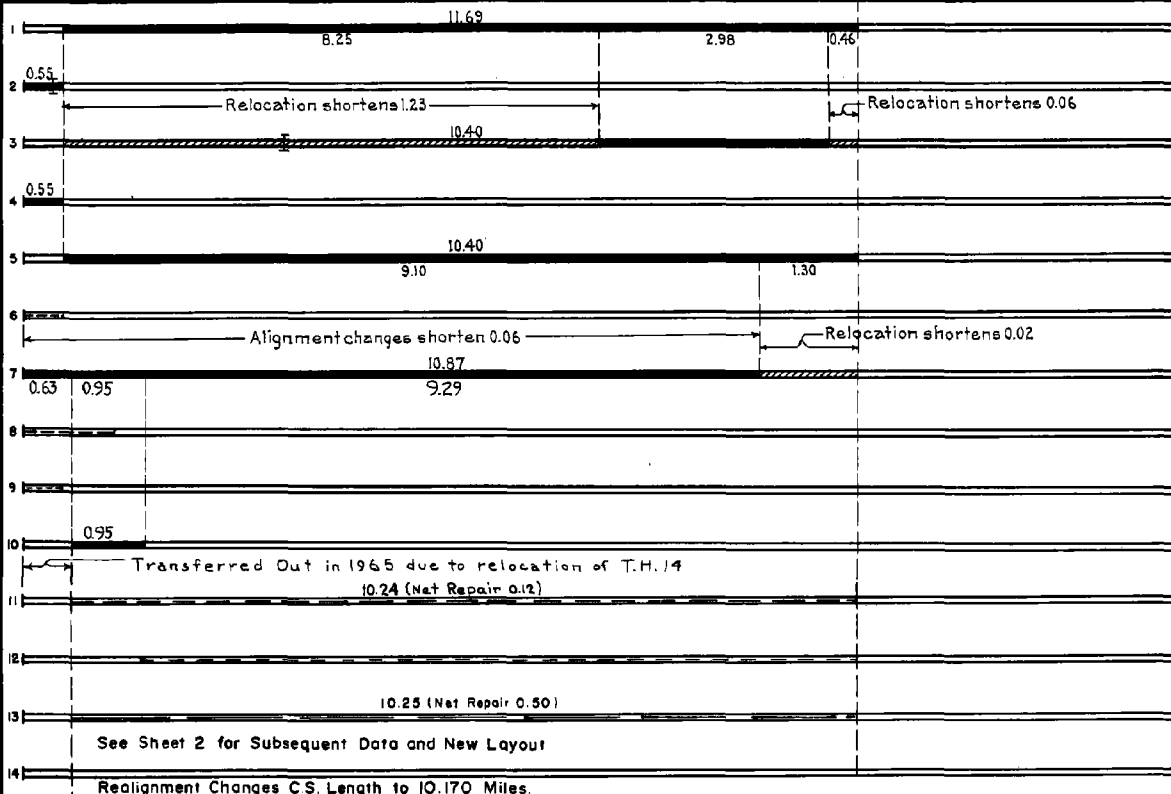 11.69
1
8.25 2.98 0.46
0.55
2
Relocation shortens 1.23 Relocation shortens 0.06
10.40
3
0.55
4
10.40
5
9.10 1.30
6
Alignment changes shorten 0.06 Relocation shortens 0.02
10.87
7
0.63 0.95 9.29
8
9
0.95
10
Transferred Out in 1965 due to relocation of T.H. 14
10.24 (Net Repair 0.12)
11
12
10.25 (Net Repair 0.50)
13
See Sheet 2 for Subsequent Data and New Layout
14
Realignment Changes C.S. Length to 10.170 Miles.